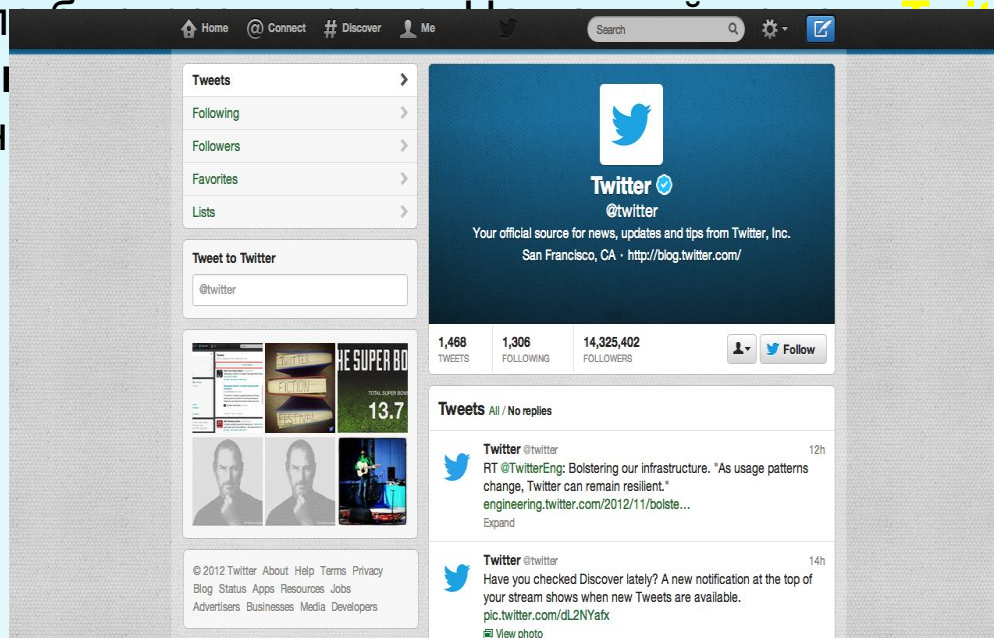 Home Connect Discover Me Search
Tweets
Following
Followers
Favorites
Lists
Tweet to Twitter
@twitter
TWITTER
FICTION
FESTIVAL
HE SUPER BO
TOTAL SUPER BOW
13.7
© 2012 Twitter About Help Terms Privacy
Blog Status Apps Resources Jobs
Advertisers Businesses Media Developers
Twitter
@twitter
Your official source for news, updates and tips from Twitter, Inc.
San Francisco, CA · http://blog.twitter.com/
1,468 1,306 14,325,402
TWEETS FOLLOWING FOLLOWERS
Follow
Tweets All / No replies
Twitter @twitter 12h
RT @TwitterEng: Bolstering our infrastructure. "As usage patterns
change, Twitter can remain resilient."
engineering.twitter.com/2012/11/bolste...
Expand
Twitter @twitter 14h
Have you checked Discover lately? A new notification at the top of
your stream shows when new Tweets are available.
pic.twitter.com/dL2NYafx
View photo